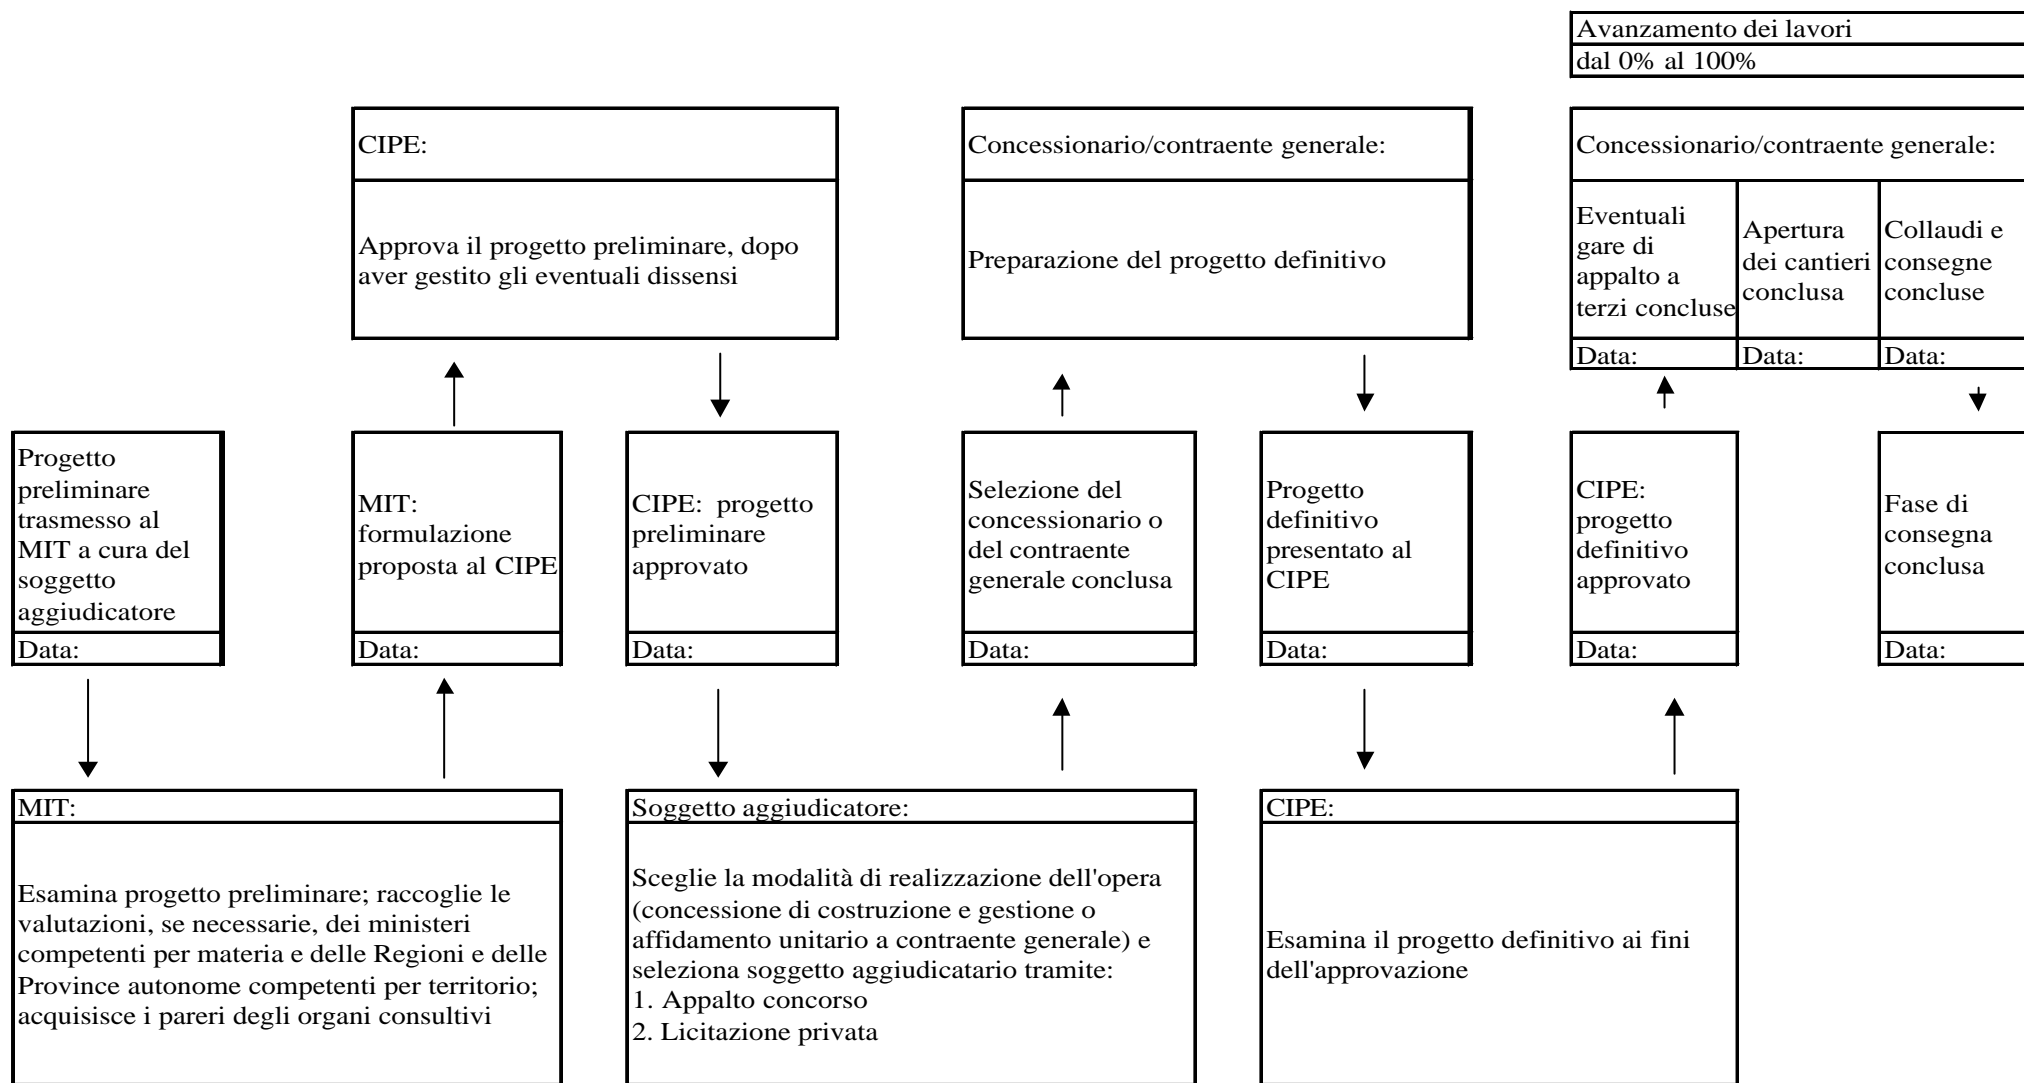 Avanzamento dei lavori
dal 0% al 100%
CIPE:
Approva il progetto preliminare, dopo
aver gestito gli eventuali dissensi
Concessionario/contraente generale:
Preparazione del progetto definitivo
Concessionario/contraente generale:
Eventuali
gare di
appalto a
terzi concluse
Data:
Apertura
dei cantieri
conclusa
Data:
Collaudi e
consegne
concluse
Data:
Progetto
preliminare
trasmesso al
MIT a cura del
soggetto
aggiudicatore
Data:
MIT:
formulazione
proposta al CIPE
Data:
CIPE: progetto
preliminare
approvato
Data:
Selezione del
concessionario o
del contraente
generale conclusa
Data:
Progetto
definitivo
presentato al
CIPE
Data:
CIPE:
progetto
definitivo
approvato
Data:
Fase di
consegna
conclusa
Data:
MIT:
Esamina progetto preliminare; raccoglie le
valutazioni, se necessarie, dei ministeri
competenti per materia e delle Regioni e delle
Province autonome competenti per territorio;
acquisisce i pareri degli organi consultivi
Soggetto aggiudicatore:
Sceglie la modalità di realizzazione dell'opera
(concessione di costruzione e gestione o
affidamento unitario a contraente generale) e
seleziona soggetto aggiudicatario tramite:
1. Appalto concorso
2. Licitazione privata
CIPE:
Esamina il progetto definitivo ai fini
dell'approvazione